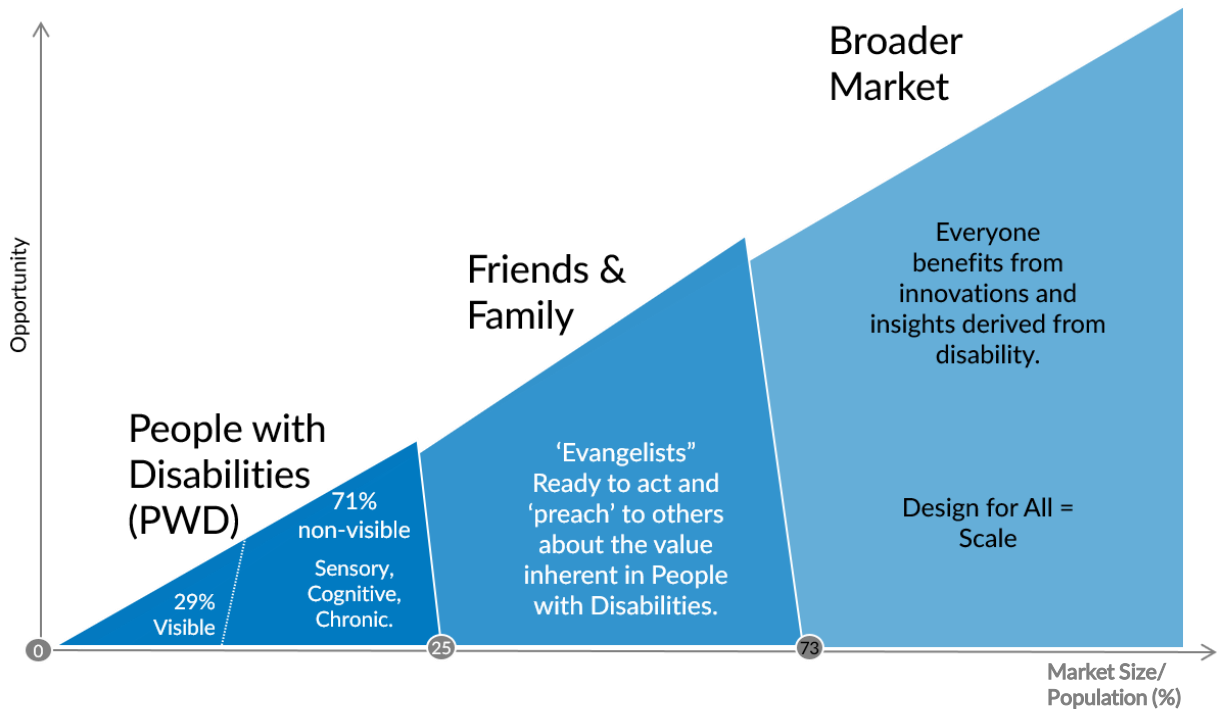 Broader
Market
Opportunity
Everyone
benefits from
innovations and
insights derived from
disability.
Friends &
Family
People with
Disabilities
(PWD)
‘Evangelists”
Ready to act and
‘preach’ to others
about the value
inherent in People
with Disabilities.
71%
non-visible
Sensory,
Cognitive,
Chronic.
Design for All =
Scale
29%
Visible
0
25
73
Market Size/
Population (%)